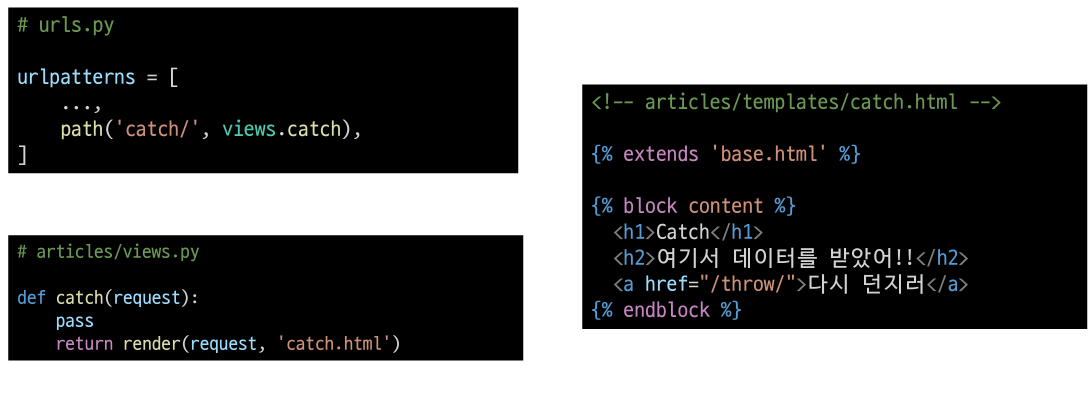 # urls.py
urlpatterns = [
    ...,
    path('catch/', views.catch),
]
# articles/views.py
def catch(request):
    pass
    return render(request, 'catch.html')
<!-- articles/templates/catch.html -->
{% extends 'base.html' %}
{% block content %}
  <h1>Catch</h1>
  <h2>여기서 데이터를 받았어!!</h2>
  <a href="/throw/">다시 던지러</a>
{% endblock %}